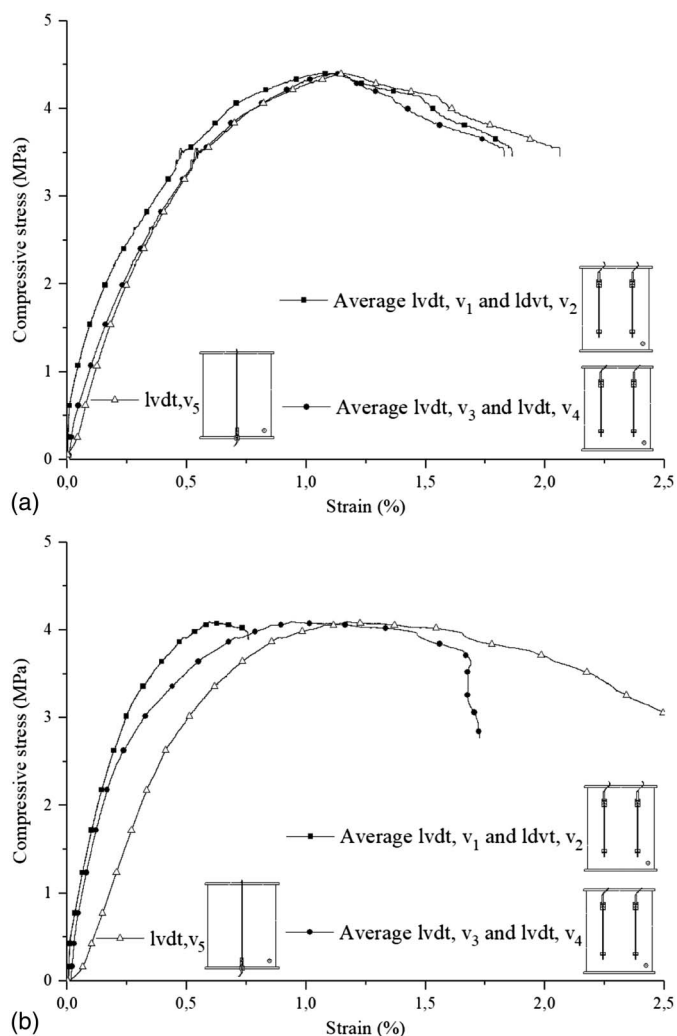 5
4
3
2
1
0
Compressive stress (MPa)
Average lvdt, v1 and ldvt, v2
lvdt,v5
Average lvdt, v3 and lvdt, v4
0,0 0,5 1,0 1,5 2,0 2,5
Strain (%)
(a)
5
4
3
2
1
0
Compressive stress (MPa)
Average lvdt, v1 and ldvt, v2
lvdt,v5
Average lvdt, v3 and lvdt, v4
0,0 0,5 1,0 1,5 2,0 2,5
Strain (%)
(b)